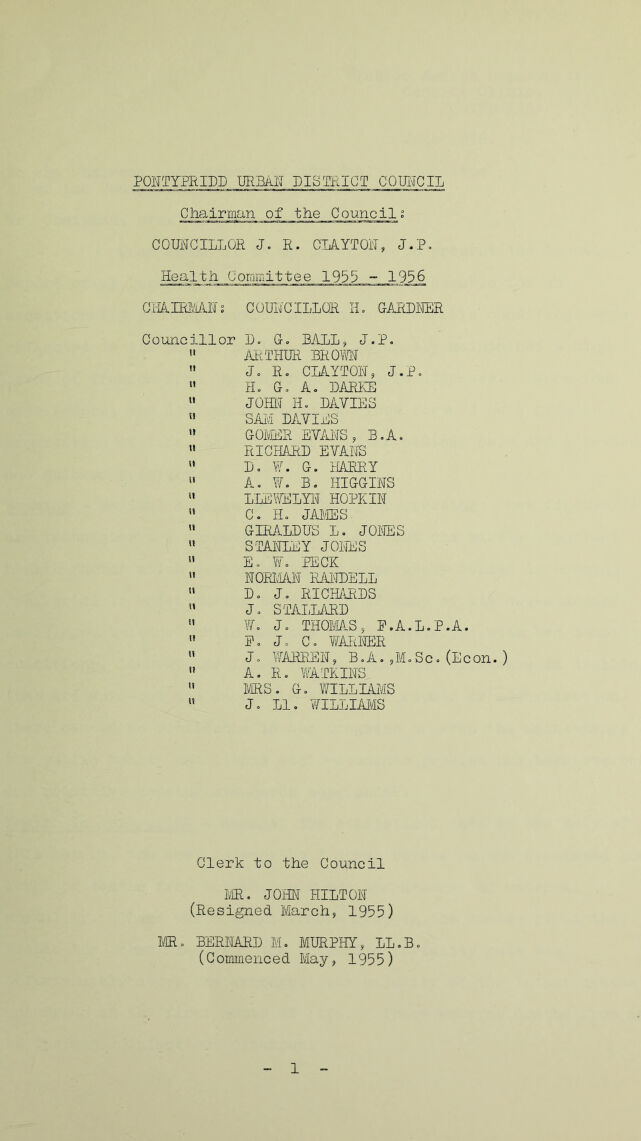 PONTYPRIDD URBAN DISTRICT COUNCIL
Chairman of the Council:
COUNCILLOR J. R. CLAYTON, J.P.
Health Committee 1955 - 1956
CHAIRMAN: COUNCILLOR H. GARDNER
Councillor D. G. BALL, J.P.
" ARTHUR BROWN
" J. R. CLAYTON, J.P.
" H. G. A. DARKE
" JOHN H. DAVIES
" SAM DAVIES
" GOMER EVANS, B.A.
" RICHARD EVANS
" D. W. G. HARRY
" A. W. B. HIGGINS
" LLEWELYN HOPKIN
" C. H. JAMES
" GIRALDUS L. JONES
" STANLEY JONES
" E. W. PECK
" NORMAN RANDELL
" D. J. RICHARDS
" J. STALLARD
" W. J. THOMAS, F.A.L.P.A.
" F. J. C. WARNER
" J. WARREN, B.A.,M.Sc.(Econ.)
" A. R. WATKINS
" MRS. G. WILLIAMS
" J. Ll. WILLIAMS
Clerk to the Council
MR. JOHN HILTON
(Resigned March, 1955)
MR. BERNARD M. MURPHY, LL.B.
(Commenced May, 1955)
- 1 -